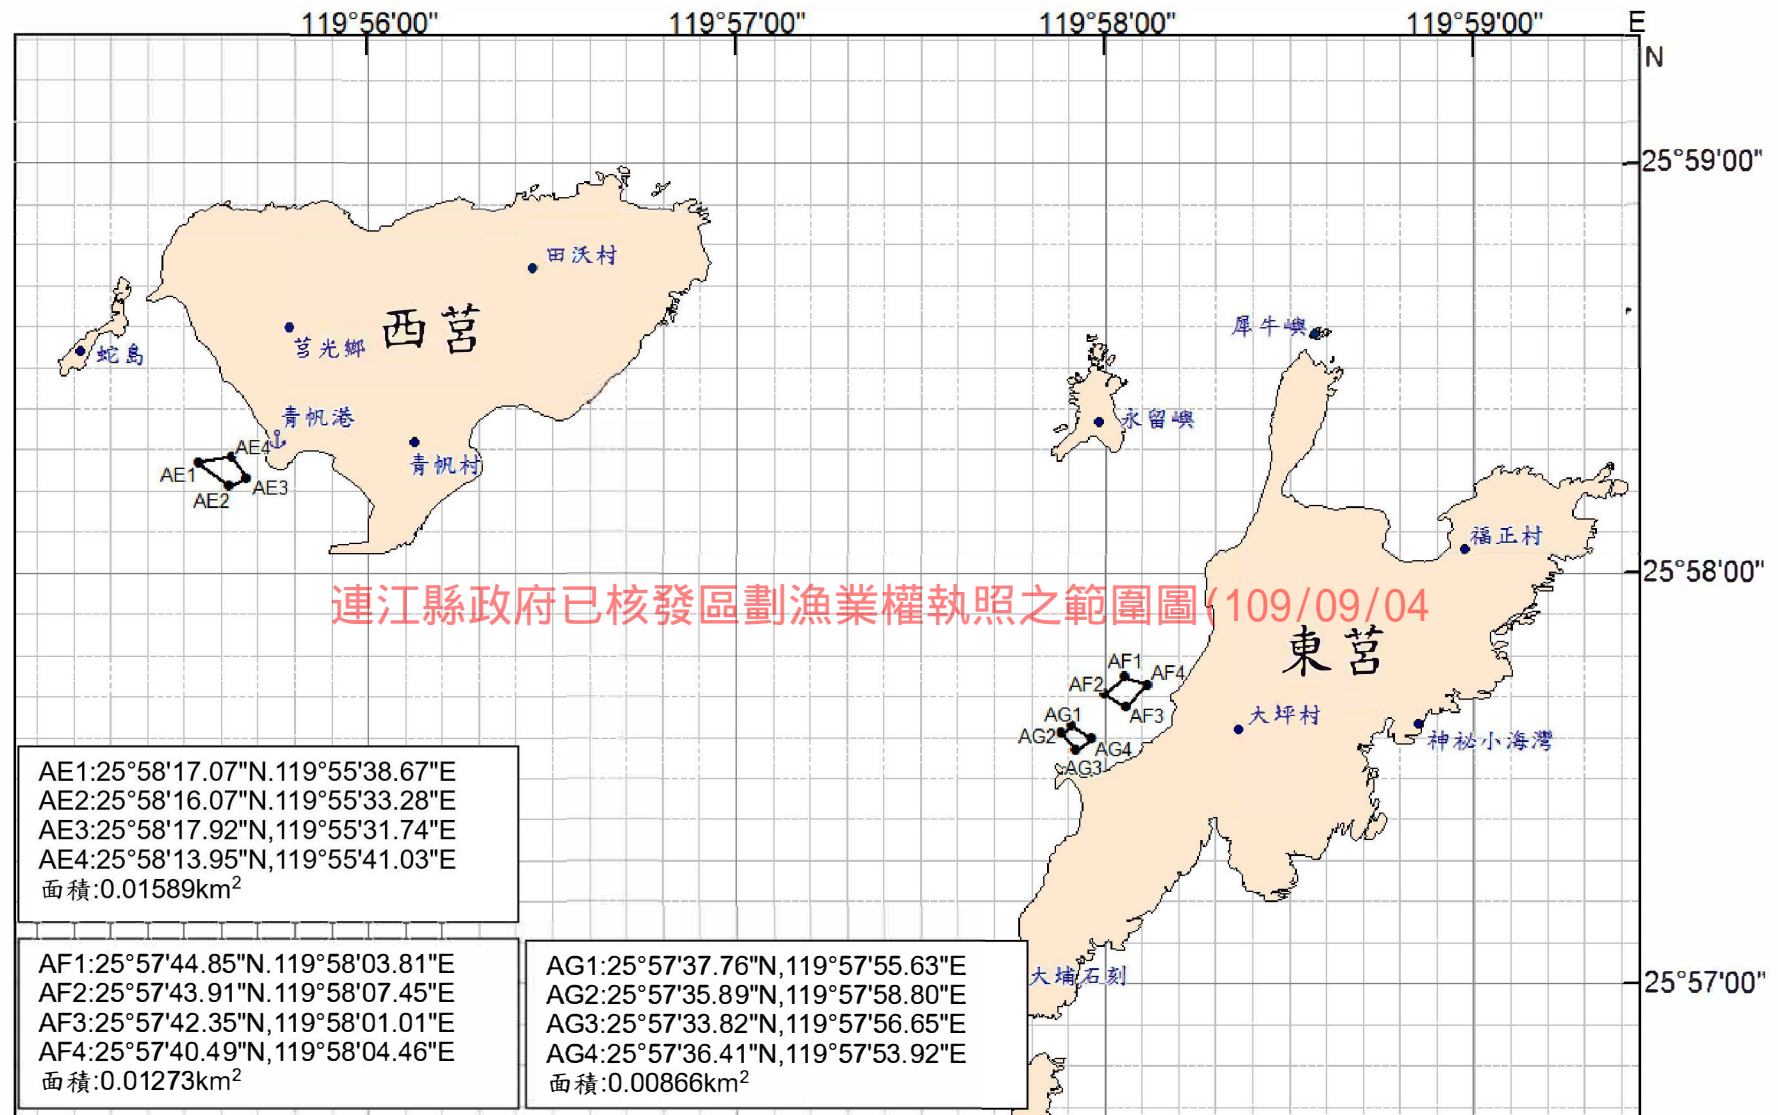 119°56'00" 119°57'00" 119°58'00" 119°59'00" E
N
25°59'00"
田沃村
西莒
莒光鄉
蛇島
犀牛嶼
永留嶼
青帆港
青帆村
AE4
AE1
AE3
AE2
福正村
25°58'00"
連江縣政府已核發區劃漁業權執照之範圍圖(109/09/04
東莒
AF1
AF4
AF2
AF3
AG1
AG2
AG4
AG3
大坪村
神祕小海灣
AE1:25°58'17.07"N.119°55'38.67"E
AE2:25°58'16.07"N.119°55'33.28"E
AE3:25°58'17.92"N,119°55'31.74"E
AE4:25°58'13.95"N,119°55'41.03"E
面積:0.01589km²
AF1:25°57'44.85"N.119°58'03.81"E
AF2:25°57'43.91"N.119°58'07.45"E
AF3:25°57'42.35"N,119°58'01.01"E
AF4:25°57'40.49"N,119°58'04.46"E
面積:0.01273km²
AG1:25°57'37.76"N,119°57'55.63"E
AG2:25°57'35.89"N,119°57'58.80"E
AG3:25°57'33.82"N,119°57'56.65"E
AG4:25°57'36.41"N,119°57'53.92"E
面積:0.00866km²
大埔石刻
25°57'00"